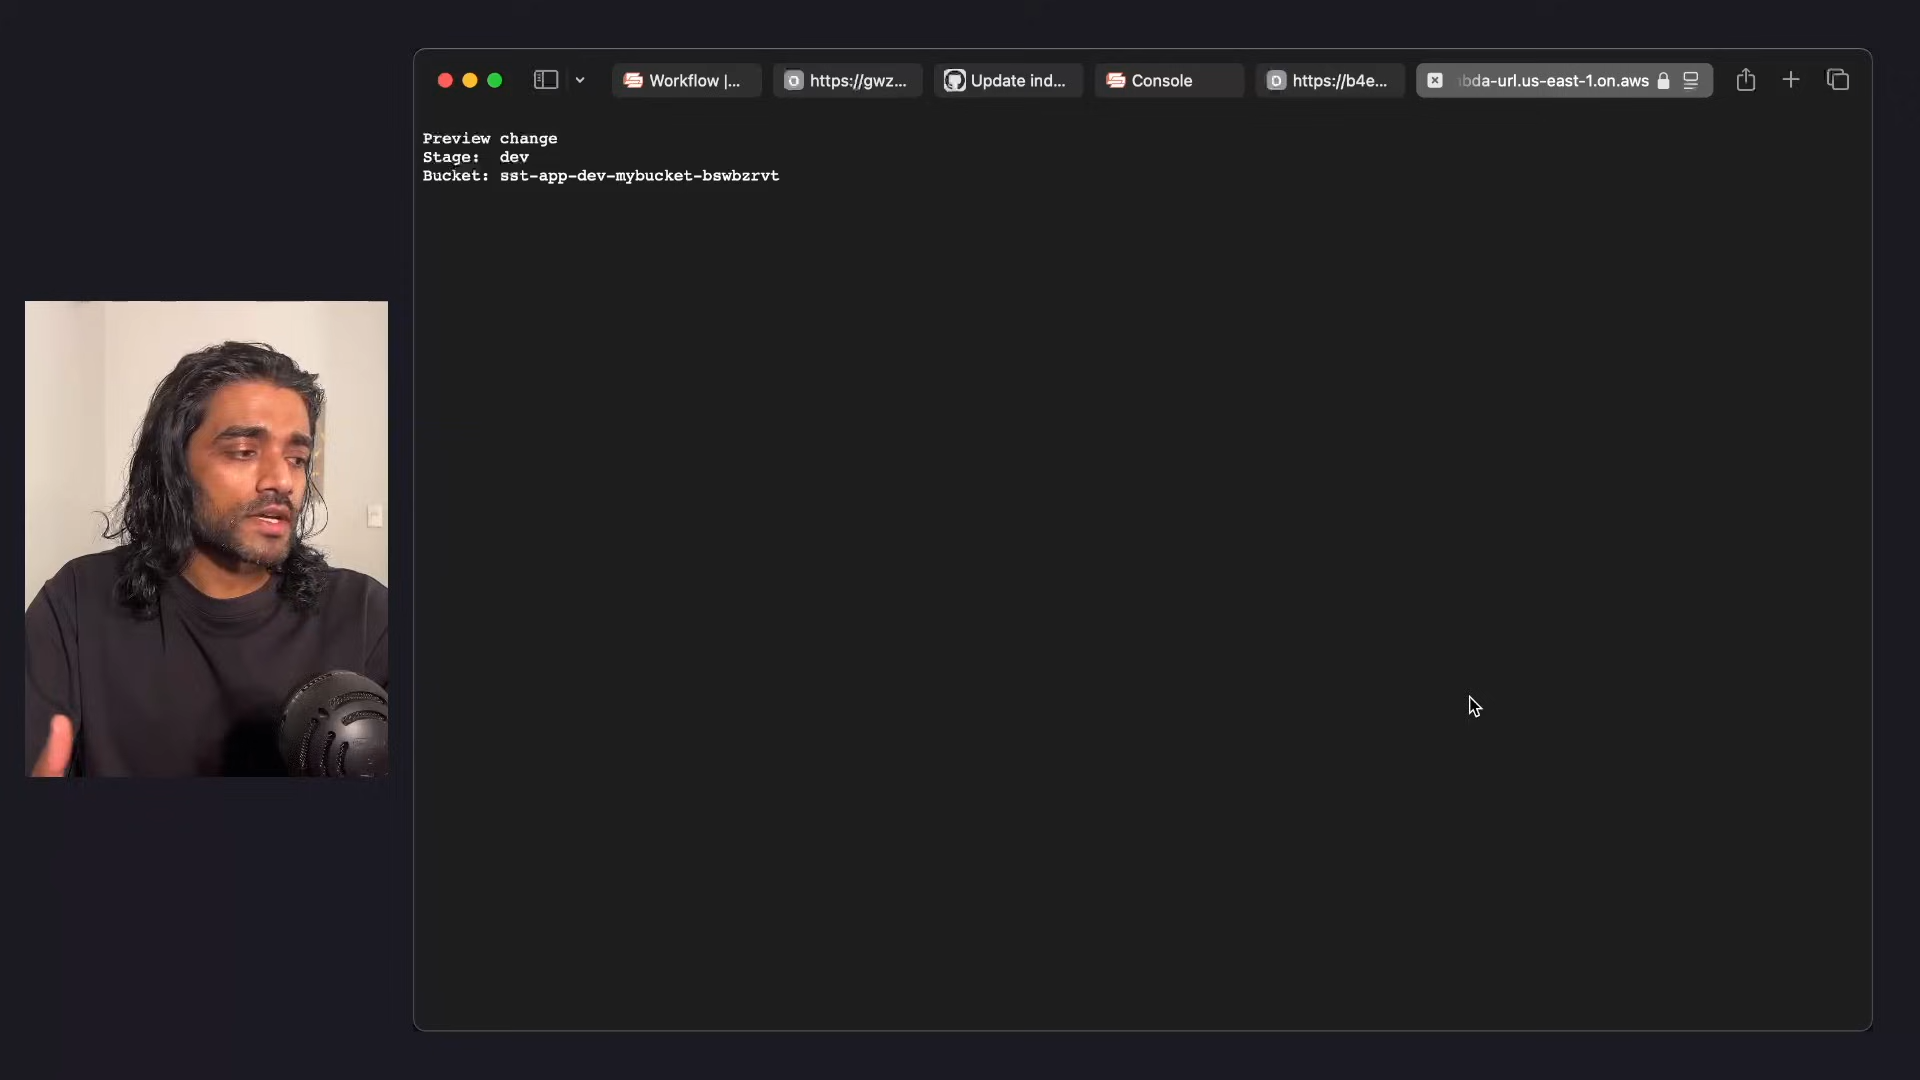 Workflow |...
https://gwz...
Update ind...
Console
https://b4e...
bda-url.us-east-1.on.aws
Preview change
Stage:  dev
Bucket: sst-app-dev-mybucket-bswbzrvt